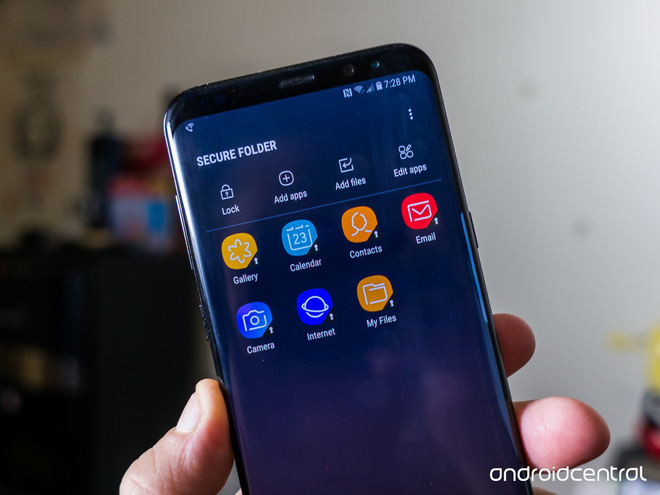 7:28 PM
SECURE FOLDER
Lock Add apps Add files Edit apps
23
Gallery Calendar Contacts Email
Camera Internet My Files
androidcentral